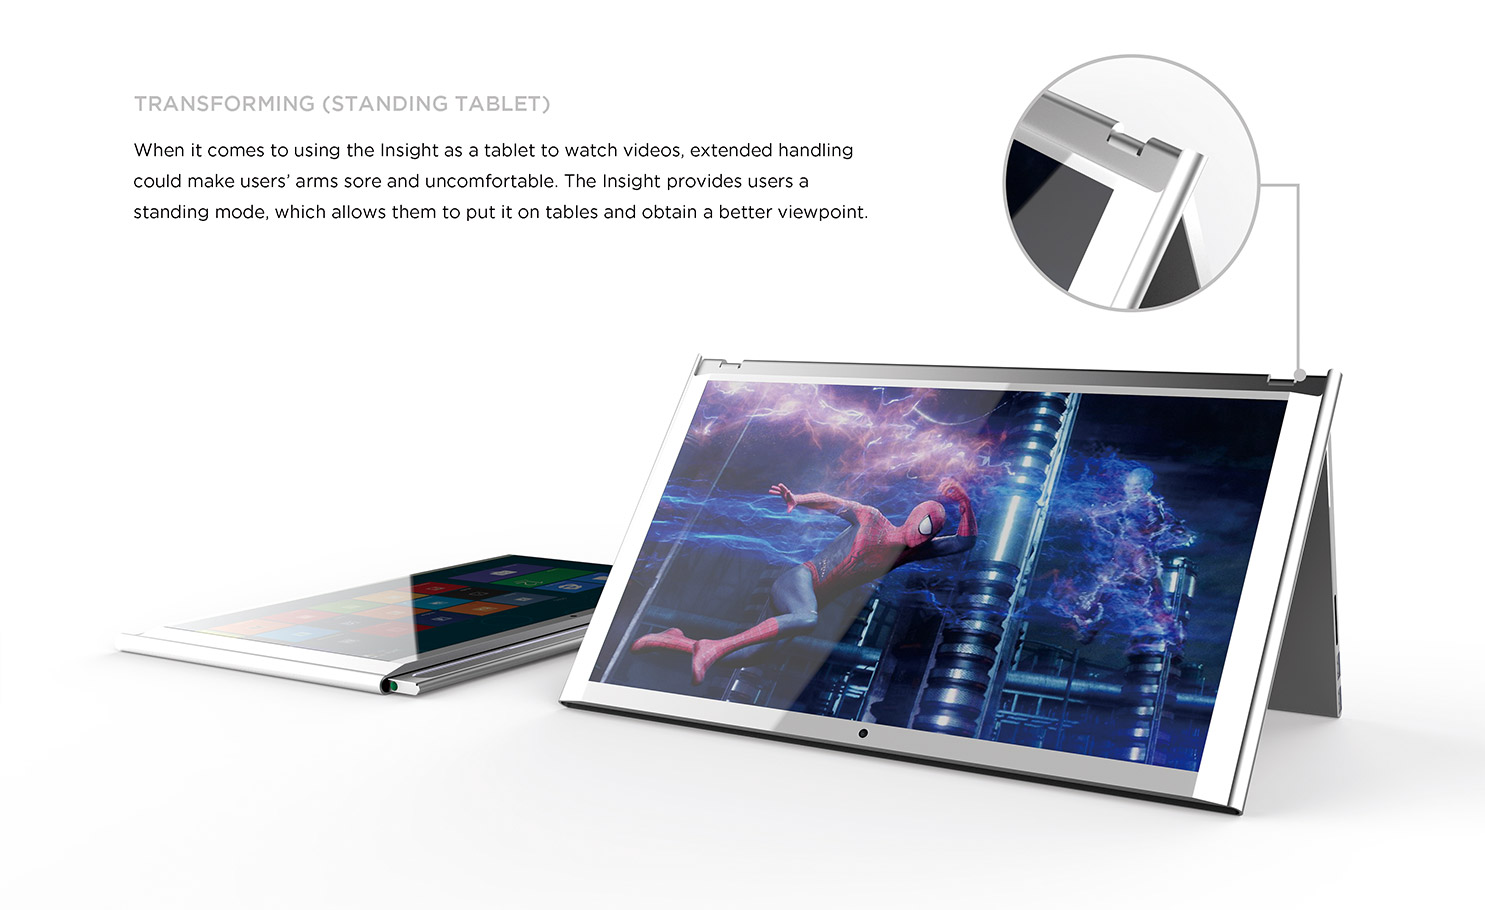 TRANSFORMING (STANDING TABLET)
When it comes to using the Insight as a tablet to watch videos, extended handling
could make users’ arms sore and uncomfortable. The Insight provides users a
standing mode, which allows them to put it on tables and obtain a better viewpoint.